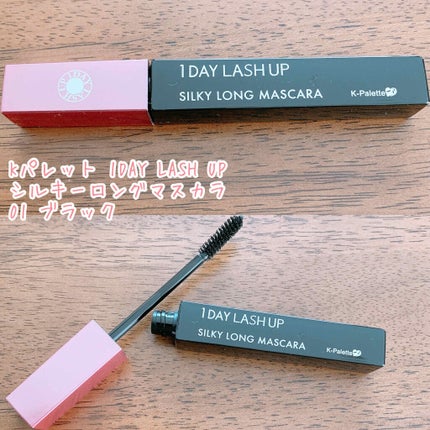 1DAY LASH UP
SILKY LONG MASCARA
K-Palette
Kパレット 1DAY LASH UP
シルキーロングマスカラ
01 ブラック
1DAY LASH UP
SILKY LONG MASCARA
K-Palette